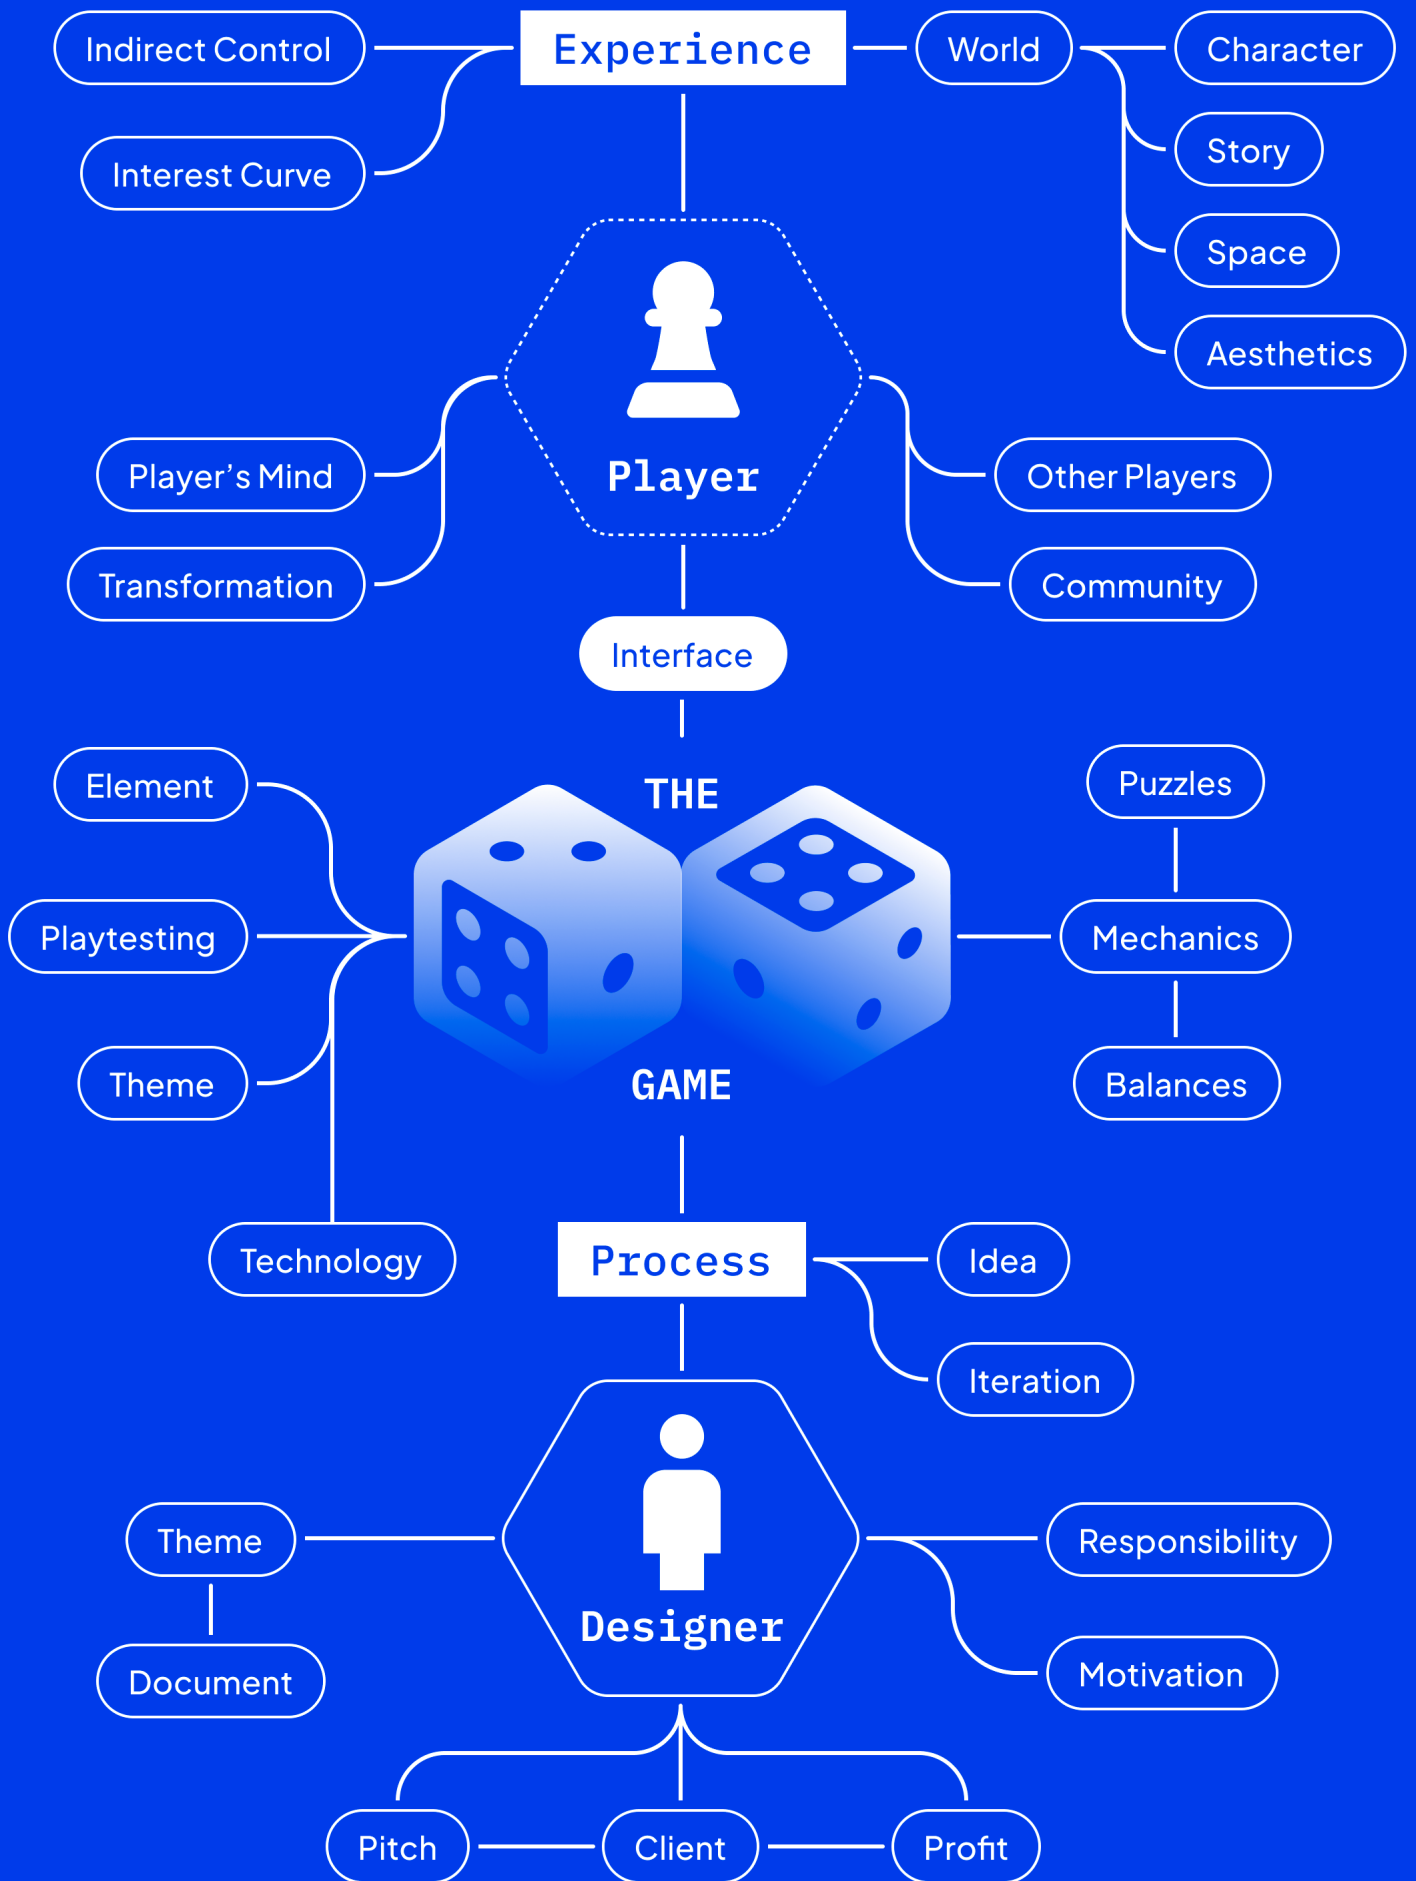 Indirect Control
Experience
World
Character
Story
Interest Curve
Space
Aesthetics
Player's Mind
Player
Other Players
Transformation
Community
Interface
Element
THE
Puzzles
Playtesting
Mechanics
Theme
GAME
Balances
Technology
Process
Idea
Iteration
Theme
Responsibility
Designer
Document
Motivation
Pitch
Client
Profit